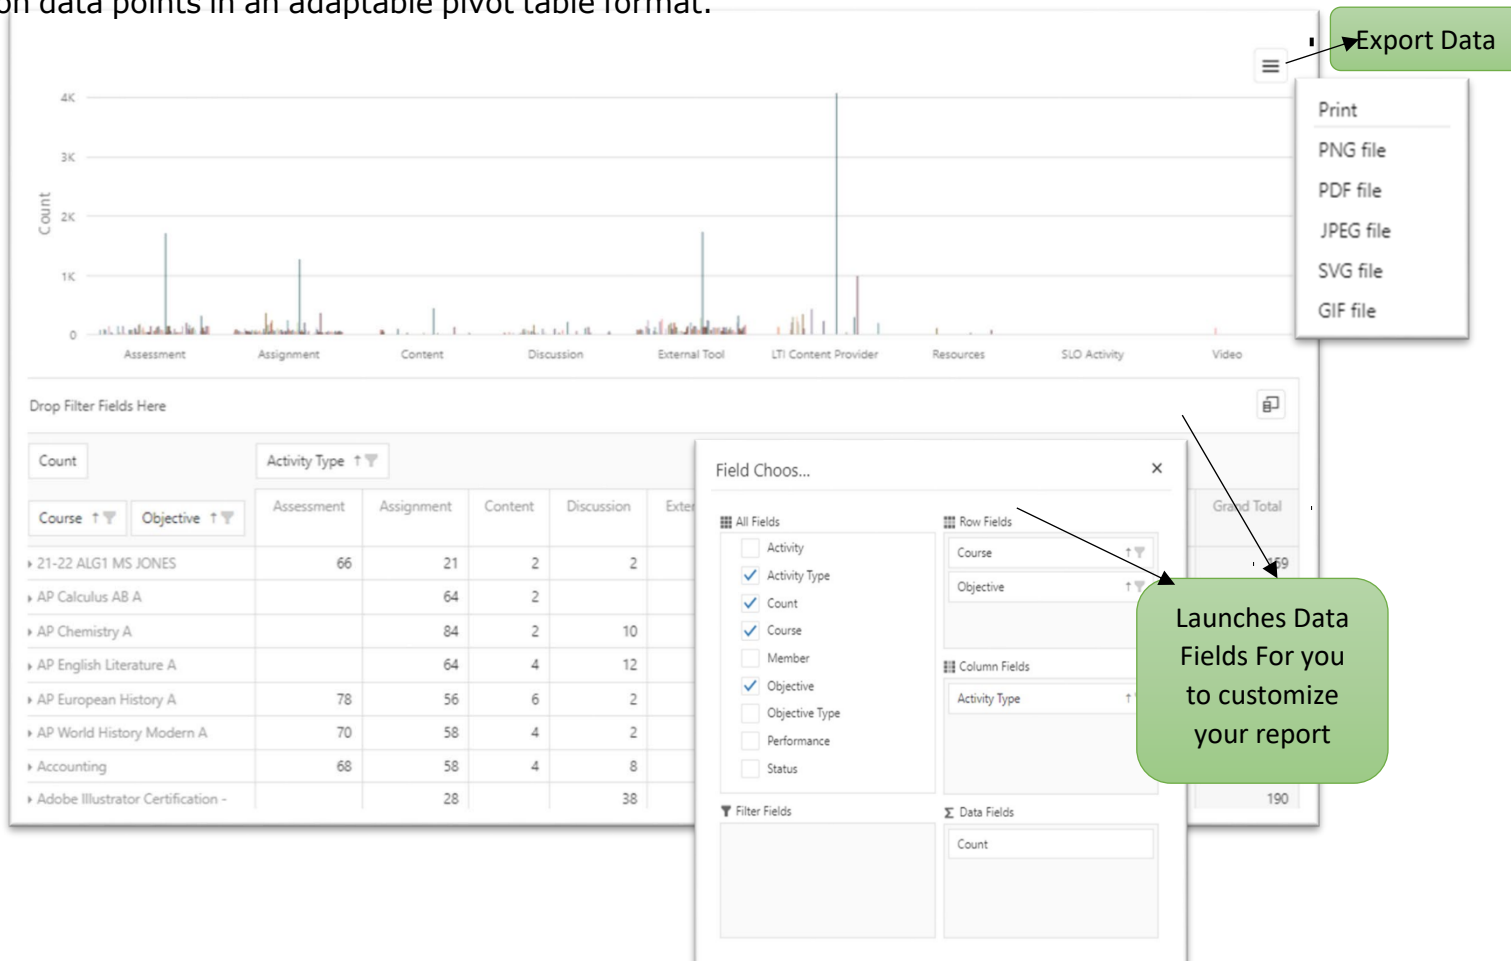 on data points in an adaptable pivot table format.
Export Data
Print
PNG file
PDF file
JPEG file
SVG file
GIF file
4K
3K
2K
1K
0
Count
Assessment Assignment Content Discussion External Tool LTI Content Provider Resources SLO Activity Video
Drop Filter Fields Here
Count Activity Type
Course Objective Assessment Assignment Content Discussion Grand Total
21-22 ALG1 MS JONES 66 21 2 2 159
AP Calculus AB A 64 2
AP Chemistry A 84 2 10
AP English Literature A 64 4 12
AP European History A 78 56 6 2
AP World History Modern A 70 58 4 2
Accounting 68 58 4 8
Adobe Illustrator Certification - 28 38 190
Field Choos...
All Fields
Activity
Activity Type
Count
Course
Member
Objective
Objective Type
Performance
Status
Row Fields
Course
Objective
Column Fields
Activity Type
Filter Fields
Data Fields
Count
Launches Data
Fields For you
to customize
your report